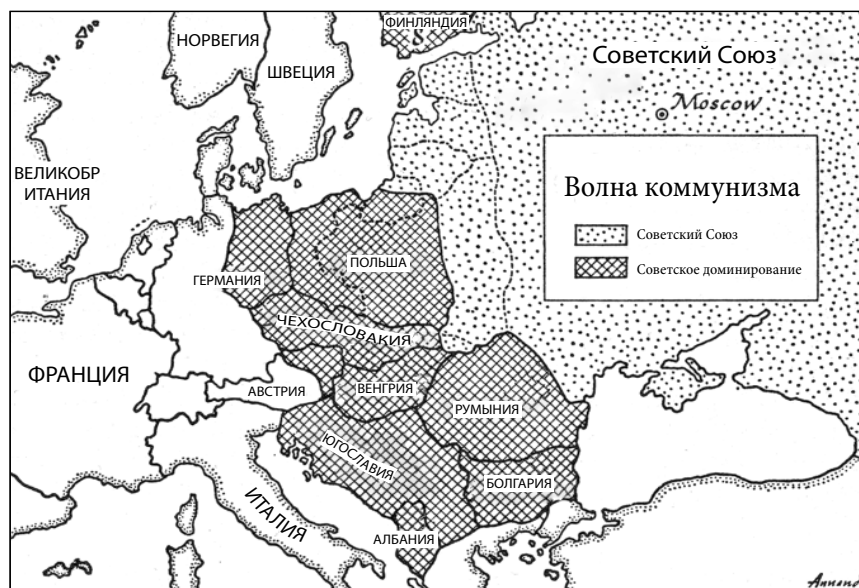 ФИНЛЯНДИЯ
S
НОРВЕГИЯ
ШВЕЦИЯ
Советский Союз
Moscow
ВЕЛИКОБР
ИТАНИЯ
Волна коммунизма
Советский Союз
Советское доминирование
ГЕРМАНИЯ
ПОЛЬША
ЧЕХОСЛОВАКИЯ
ФРАНЦИЯ
АВСТРИЯ
ВЕНГРИЯ
РУМЫНИЯ
ЮГОСЛАВИЯ
БОЛГАРИЯ
ИТАЛИЯ
АЛБАНИЯ